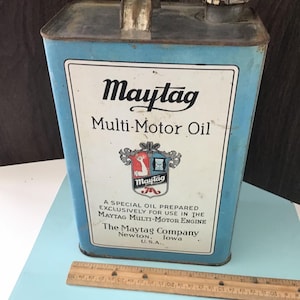 Maytag
Multi-Motor Oil
Maytag
A SPECIAL OIL PREPARED
EXCLUSIVELY FOR USE IN THE
MAYTAG MULTI-MOTOR ENGINE
The Maytag Company
Newton, Iowa
U.S.A.